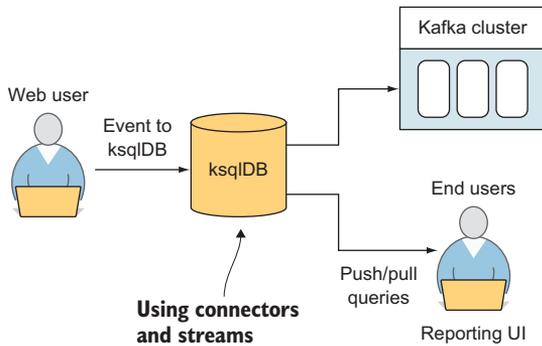 Kafka cluster
Web user
Event to
ksqlDB
ksqlDB
End users
Push/pull
queries
Using connectors
and streams
Reporting UI